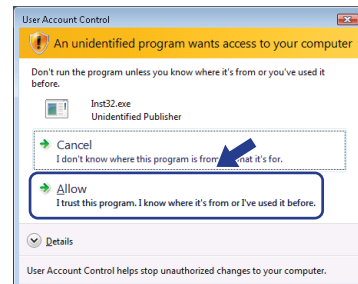 User Account Control
An unidentified program wants access to your computer
Don't run the program unless you know where it's from or you've used it
before.
Inst32.exe
Unidentified Publisher
Cancel
I don't know where this program is from hat it's for.
Allow
I trust this program. I know where it's from or I've used it before.
Details
User Account Control helps stop unauthorized changes to your computer.